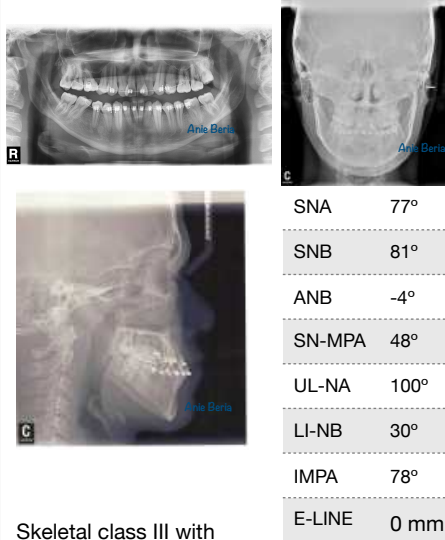 Anie Beria
R
Anie Beria
C
Anie Beria
C
SNA 77º
SNB 81º
ANB -4º
SN-MPA 48º
UL-NA 100º
LI-NB 30º
IMPA 78º
E-LINE 0 mm
Skeletal class III with